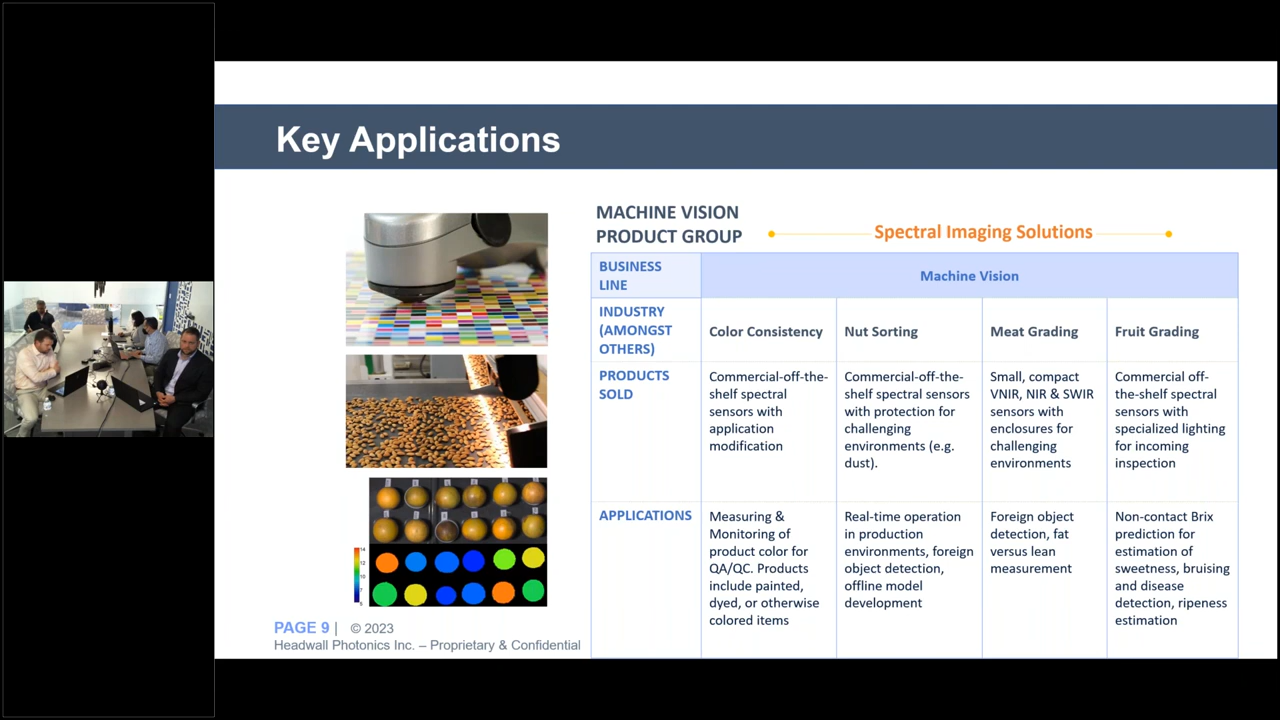 Key Applications
MACHINE VISION
PRODUCT GROUP
Spectral Imaging Solutions
BUSINESS
LINE
Machine Vision
INDUSTRY
(AMONGST
OTHERS)
Color Consistency
Nut Sorting
Meat Grading
Fruit Grading
PRODUCTS
SOLD
Commercial-off-the-
shelf spectral
sensors with
application
modification
Commercial-off-the-
shelf spectral sensors
with protection for
challenging
environments (e.g.
dust).
Small, compact
VNIR, NIR & SWIR
sensors with
enclosures for
challenging
environments
Commercial off-
the-shelf spectral
sensors with
specialized lighting
for incoming
inspection
APPLICATIONS
Measuring &
Monitoring of
product color for
QA/QC. Products
include painted,
dyed, or otherwise
colored items
Real-time operation
in production
environments, foreign
object detection,
offline model
development
Foreign object
detection, fat
versus lean
measurement
Non-contact Brix
prediction for
estimation of
sweetness, bruising
and disease
detection, ripeness
estimation
14
12
10
PAGE 9 | © 2023
Headwall Photonics Inc. – Proprietary & Confidential